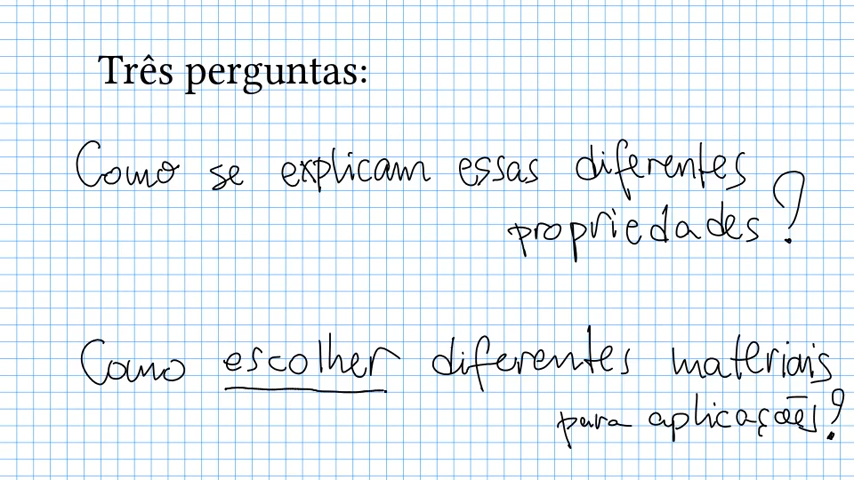 Três perguntas:
Como se explicam essas diferentes
propriedades?
Como escolher diferentes materiais
para aplicações?